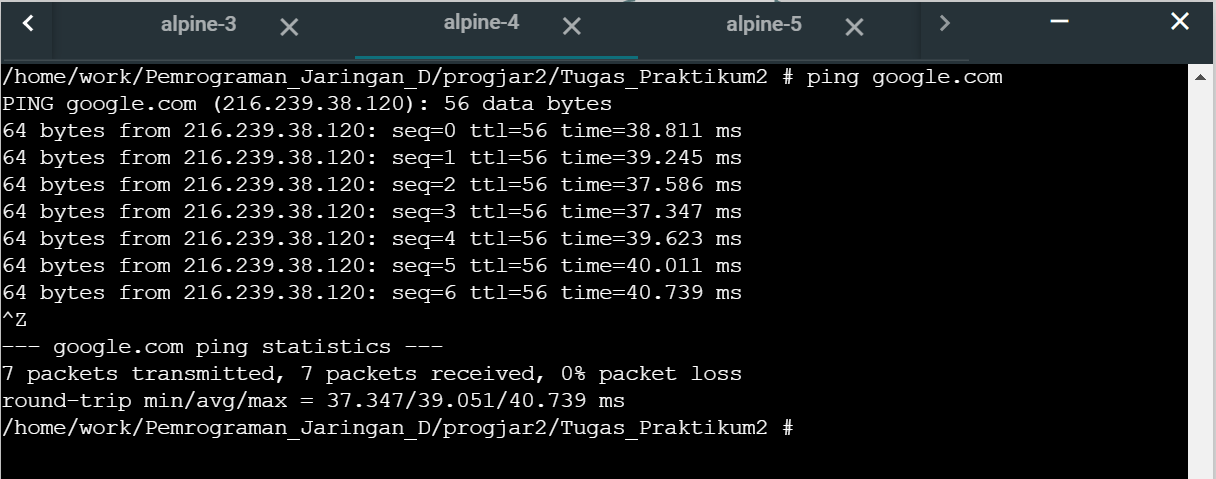 alpine-3 alpine-4 alpine-5
/home/work/Pemrograman_Jaringan_D/progjar2/Tugas_Praktikum2 # ping google.com
PING google.com (216.239.38.120): 56 data bytes
64 bytes from 216.239.38.120: seq=0 ttl=56 time=38.811 ms
64 bytes from 216.239.38.120: seq=1 ttl=56 time=39.245 ms
64 bytes from 216.239.38.120: seq=2 ttl=56 time=37.586 ms
64 bytes from 216.239.38.120: seq=3 ttl=56 time=37.347 ms
64 bytes from 216.239.38.120: seq=4 ttl=56 time=39.623 ms
64 bytes from 216.239.38.120: seq=5 ttl=56 time=40.011 ms
64 bytes from 216.239.38.120: seq=6 ttl=56 time=40.739 ms
^Z
--- google.com ping statistics ---
7 packets transmitted, 7 packets received, 0% packet loss
round-trip min/avg/max = 37.347/39.051/40.739 ms
/home/work/Pemrograman_Jaringan_D/progjar2/Tugas_Praktikum2 #